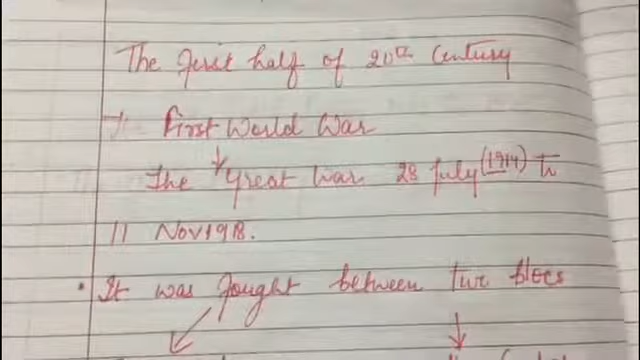 The first half of 20th Century
→ First World War
↓
The Great War 28 July (1914) to
11 Nov 1918.
• It was fought between two blocs